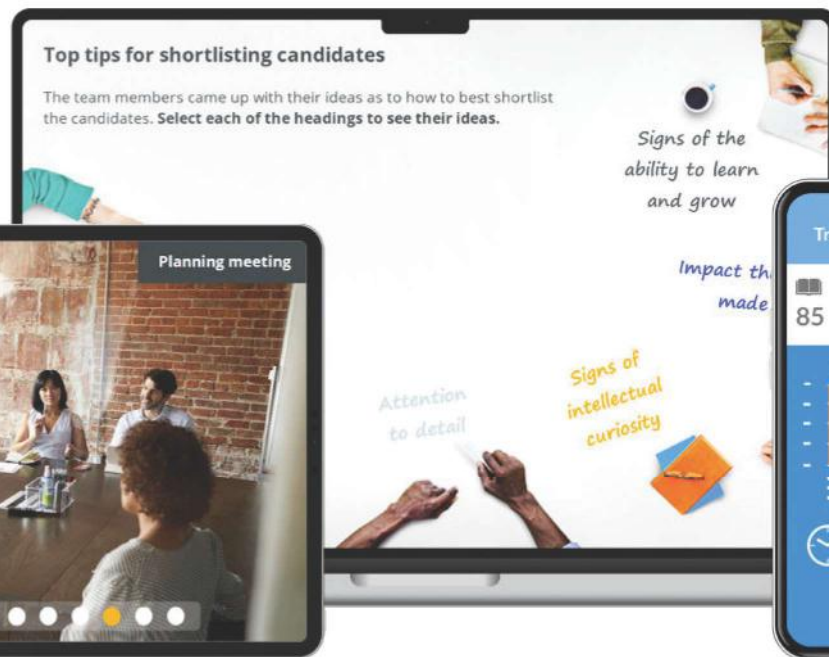 Top tips for shortlisting candidates
The team members came up with their ideas as to how to best shortlist
the candidates. Select each of the headings to see their ideas.
Signs of the
ability to learn
and grow
Planning meeting
Impact
made
Signs of
intellectual
curiosity
Attention
to detail
85